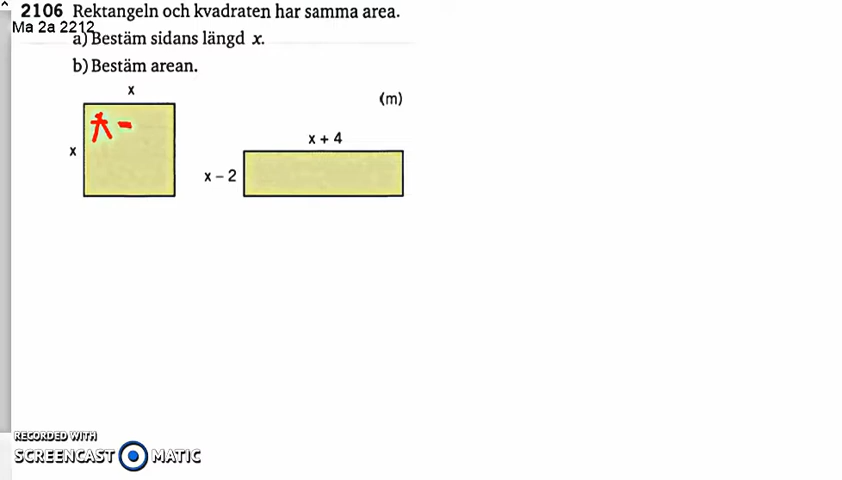 2106 Rektangeln och kvadraten har samma area.
Ma 2a 2212
a) Bestäm sidans längd x.
b) Bestäm arean.
x
(m)
x + 4
x
x – 2
RECORDED WITH
SCREENCAST MATIC